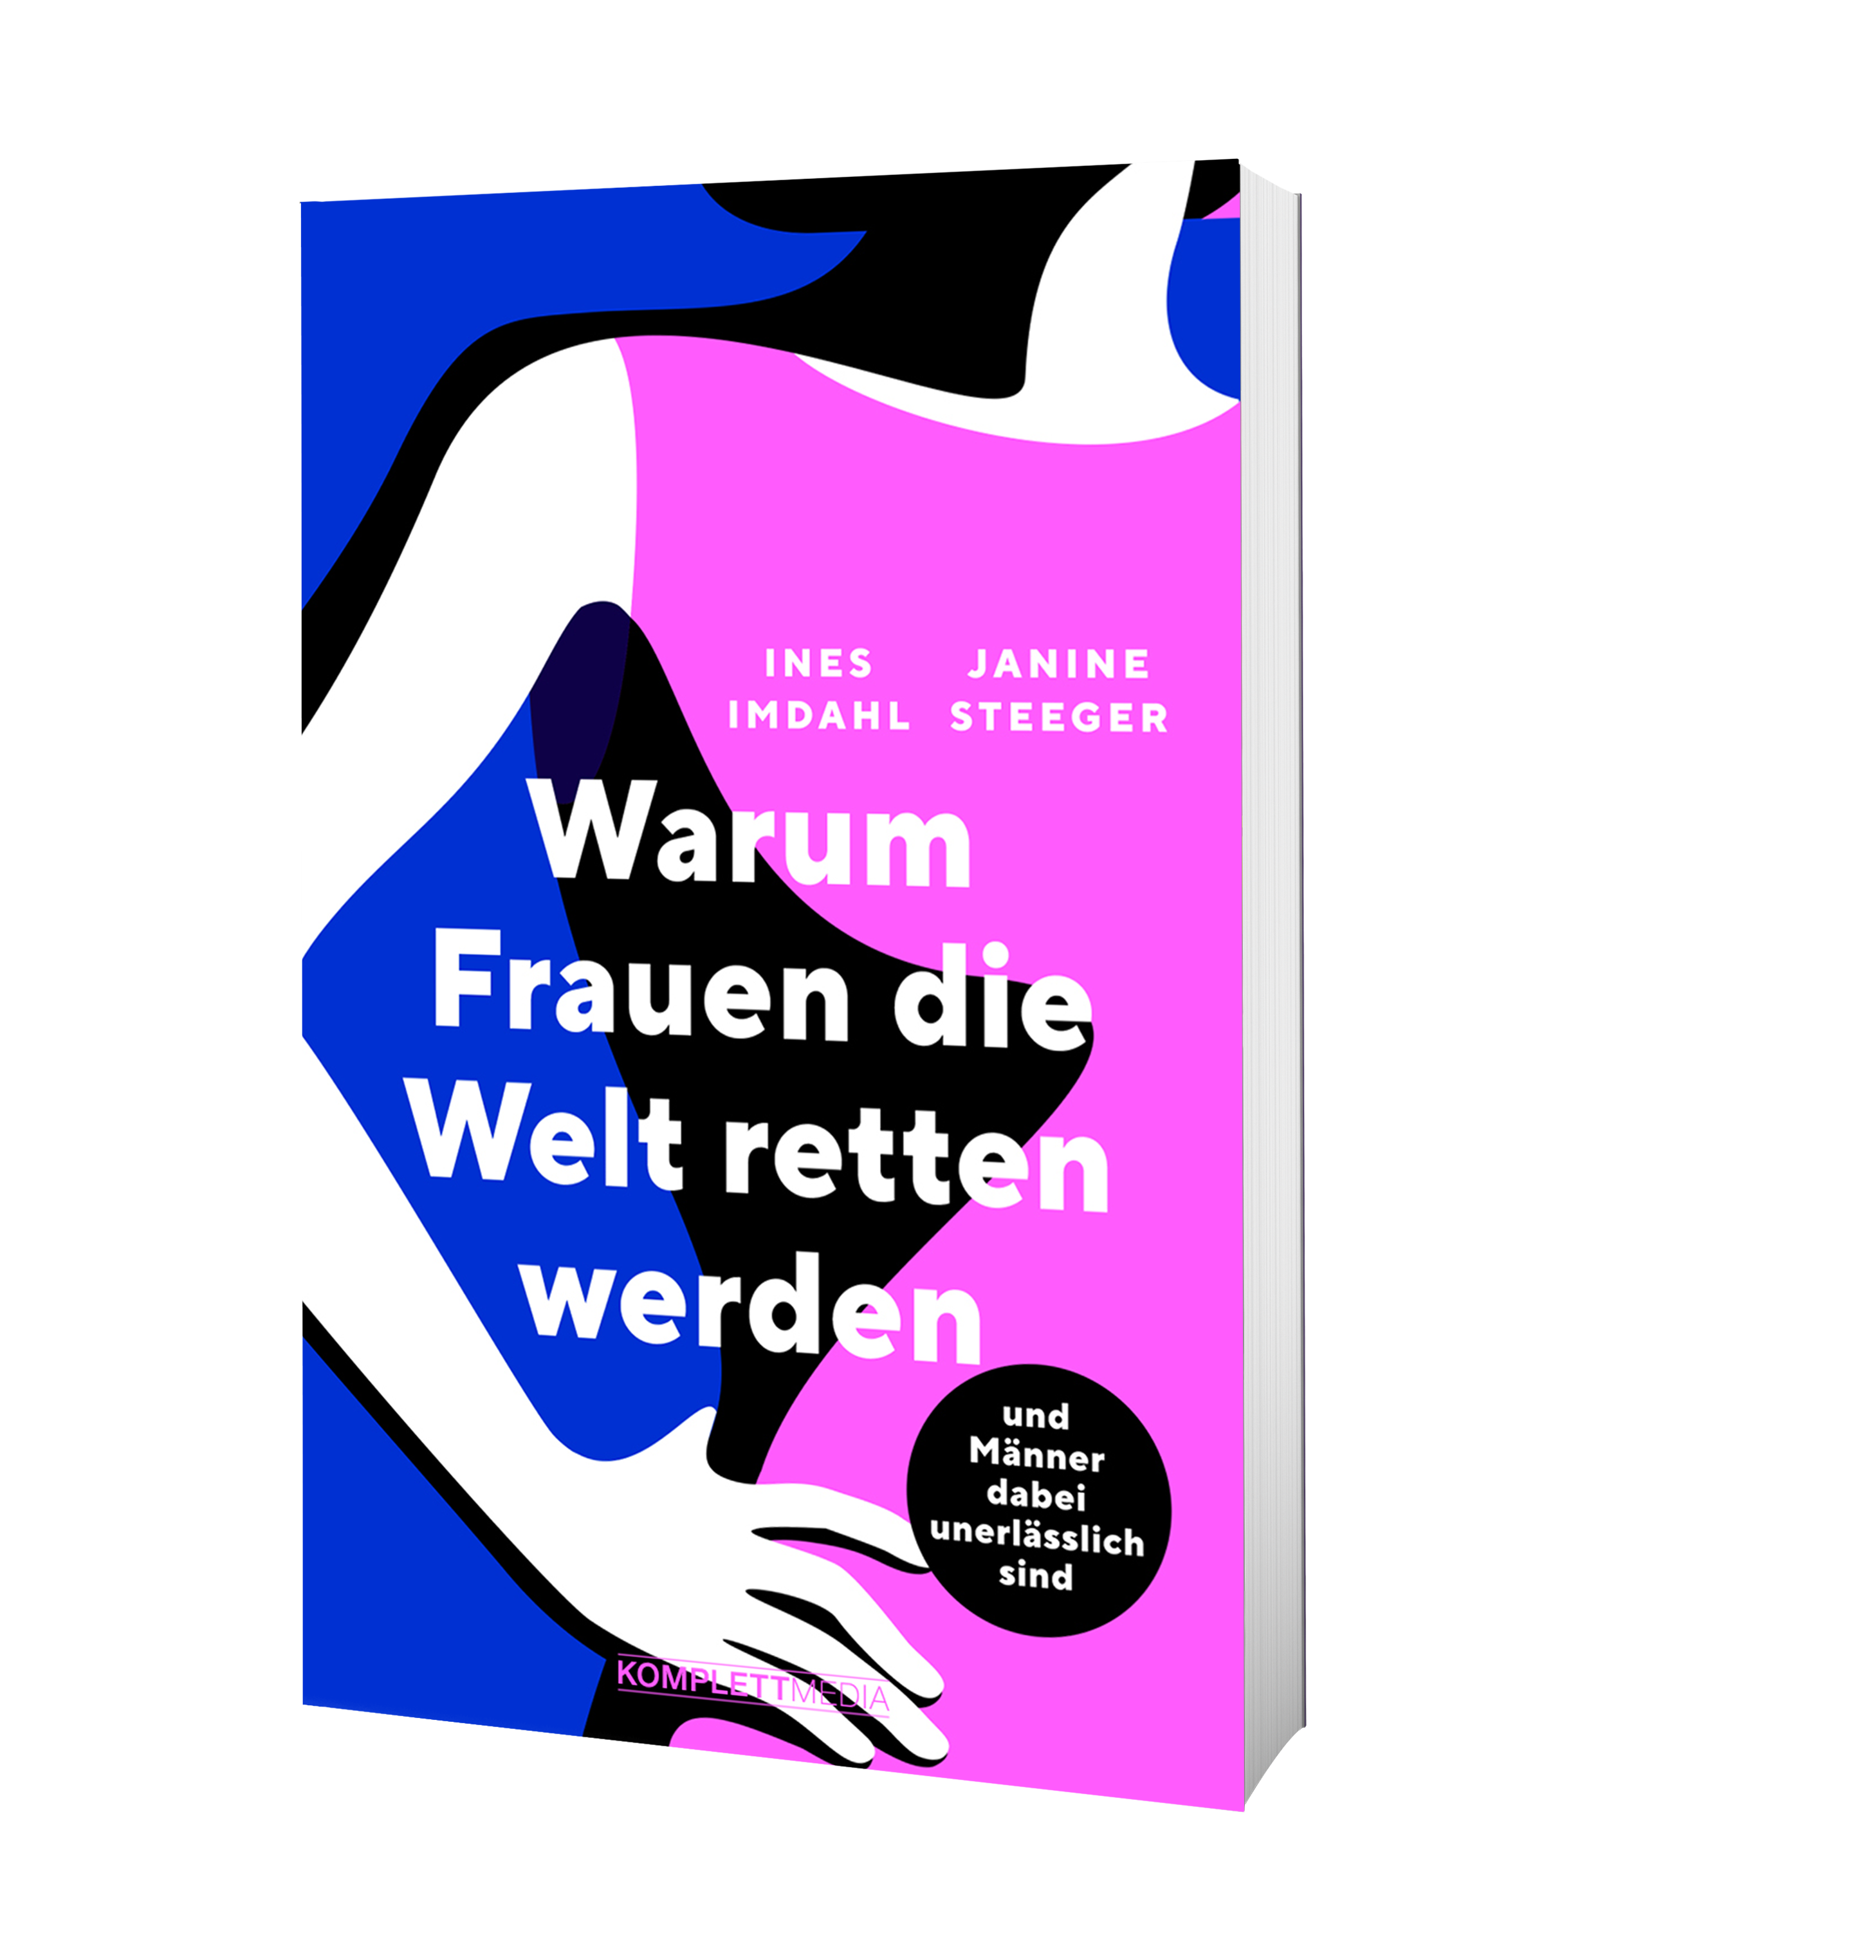 INES JANINE
IMDAHL STEEGER
Warum
Frauen die
Welt retten
werden
und
Männer
dabei
unerlässlich
sind
KOMPLETTMEDIA